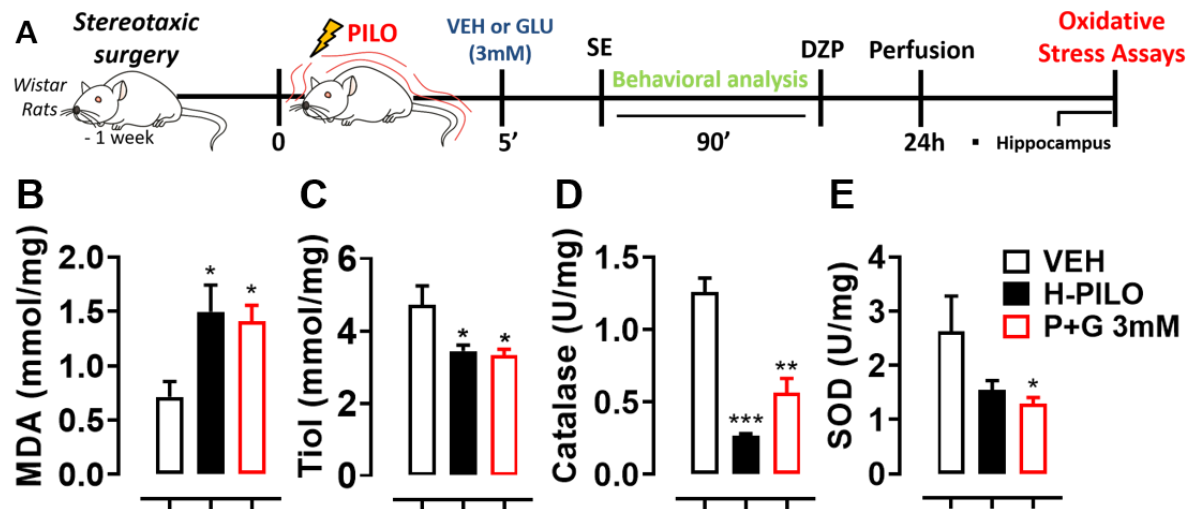 A
Stereotaxic
surgery
Wistar
Rats
- 1 week
0
PILO
VEH or GLU
(3mM)
5'
SE
Behavioral analysis
90'
DZP
Perfusion
24h
Hippocampus
Oxidative
Stress Assays
B
MDA (mmol/mg)
2.0
1.5
1.0
0.5
0.0
*
*
C
Tiol (mmol/mg)
6
4
2
0
*
*
D
Catalase (U/mg)
1.5
1.0
0.5
0.0
***
**
E
SOD (U/mg)
4
3
2
1
0
*
VEH
H-PILO
P+G 3mM